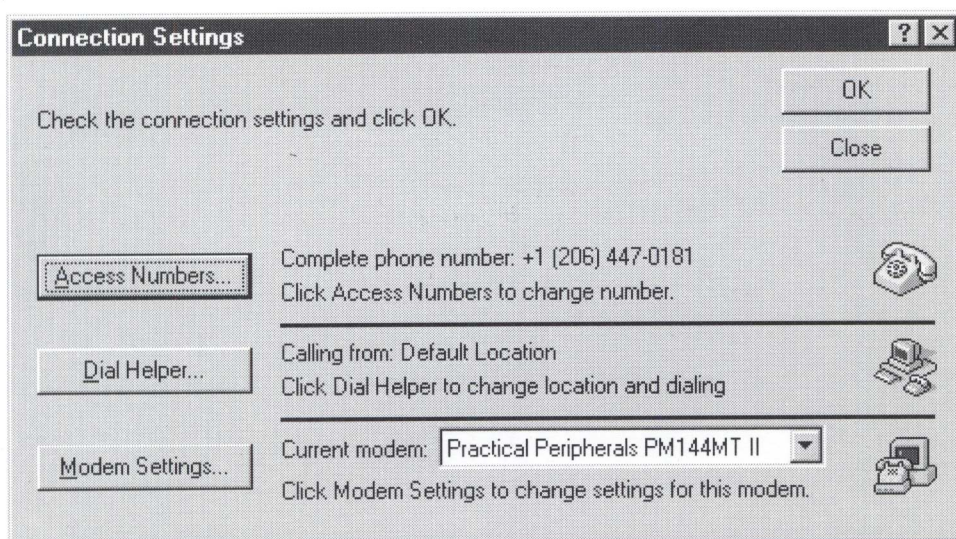 Connection Settings
OK
Check the connection settings and click OK.
Close
Access Numbers...
Complete phone number: +1 (206) 447-0181
Click Access Numbers to change number.
Dial Helper...
Calling from: Default Location
Click Dial Helper to change location and dialing
Modem Settings...
Current modem: Practical Peripherals PM144MT II
Click Modem Settings to change settings for this modem.